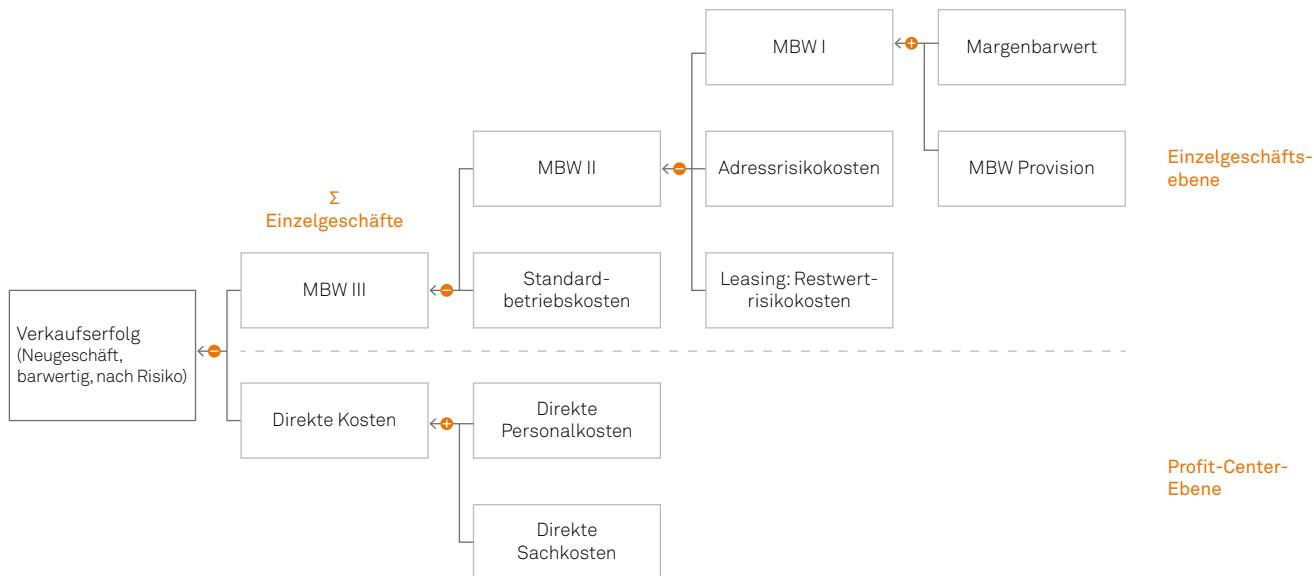 MBW I
Margenbarwert
MBW II
Adressrisikokosten
MBW Provision
Einzelgeschäfts-
ebene
Σ
Einzelgeschäfte
MBW III
Standard-
betriebskosten
Leasing: Restwert-
risikokosten
Verkaufserfolg
(Neugeschäft,
barwertig, nach Risiko)
Direkte Kosten
Direkte
Personalkosten
Profit-Center-
Ebene
Direkte
Sachkosten